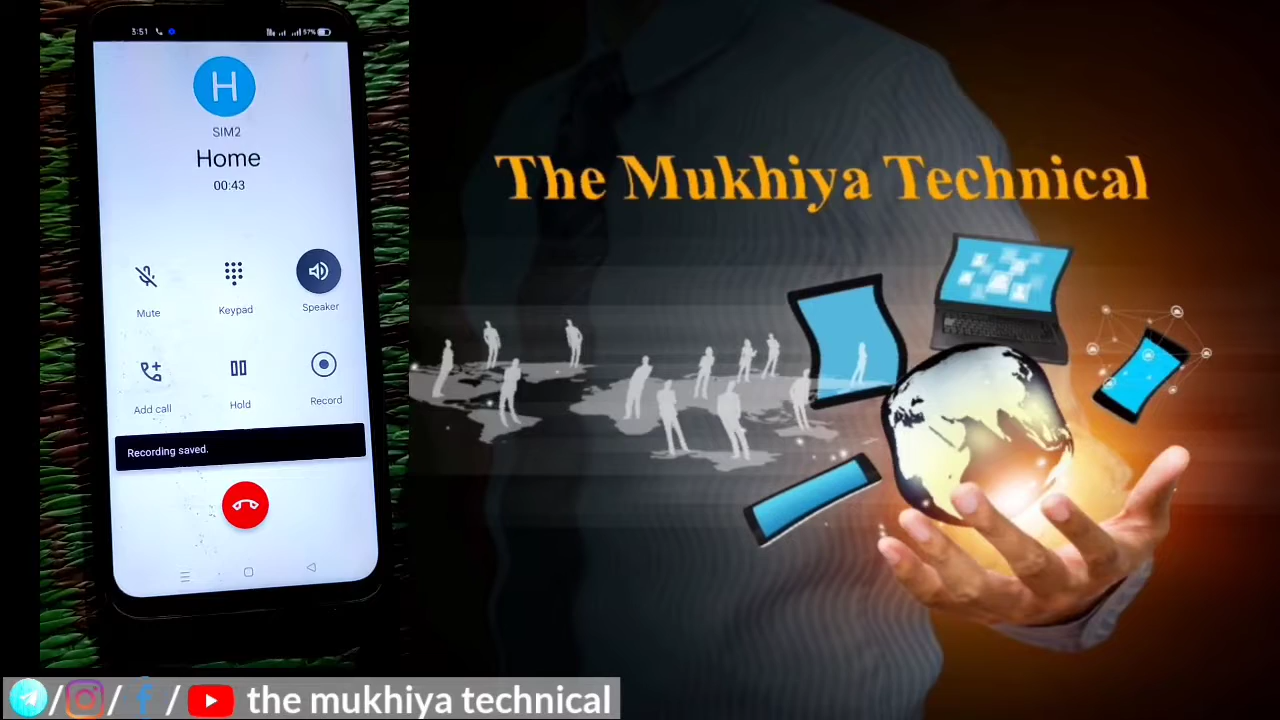 3:51
57%
H
SIM2
Home
00:43
Mute
Keypad
Speaker
Add call
Hold
Record
Recording saved.
The Mukhiya Technical
/ / f / the mukhiya technical